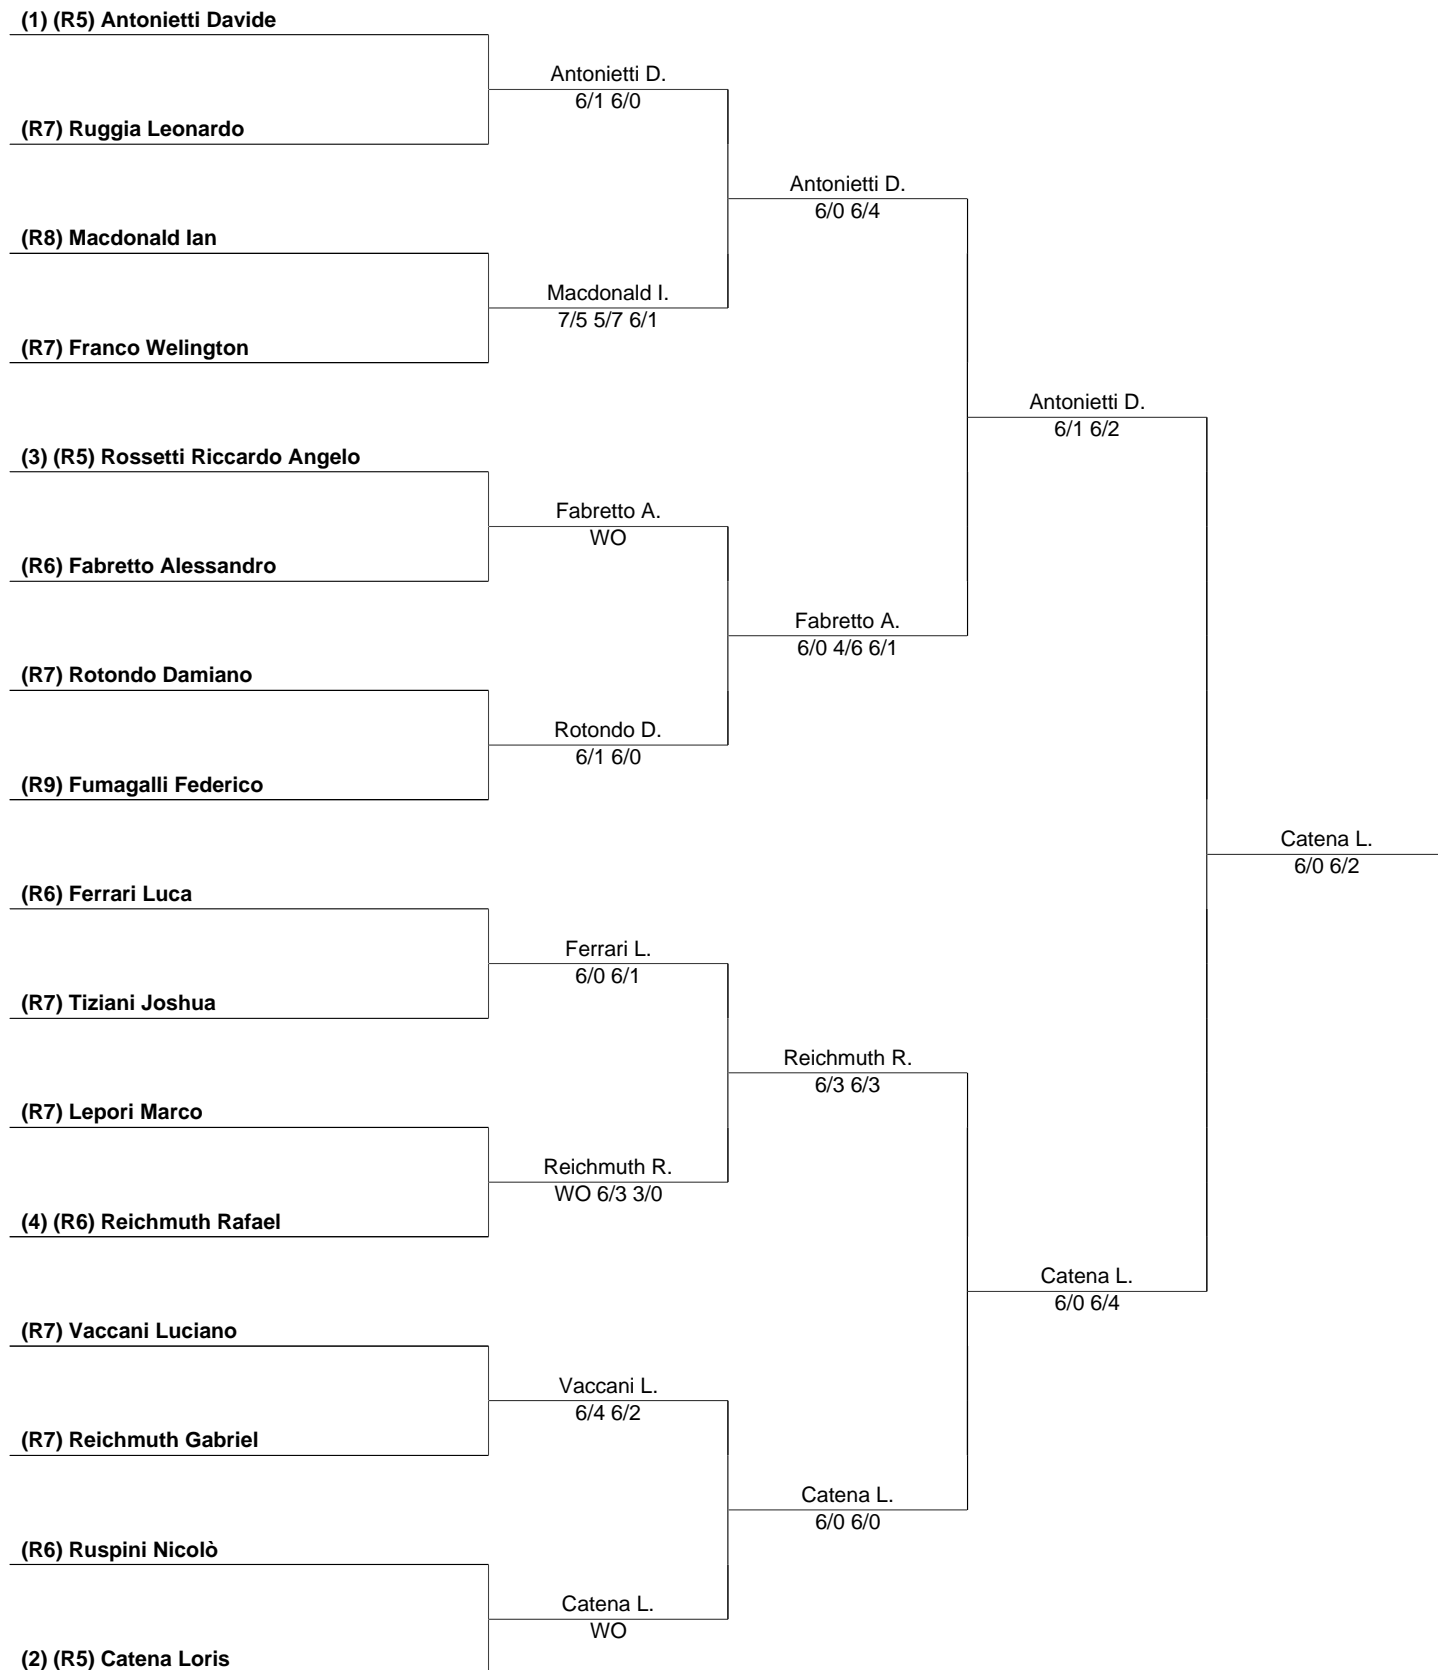 (1) (R5) Antonietti Davide
Antonietti D.
6/1 6/0
(R7) Ruggia Leonardo
Antonietti D.
6/0 6/4
(R8) Macdonald Ian
Macdonald I.
7/5 5/7 6/1
(R7) Franco Welington
Antonietti D.
6/1 6/2
(3) (R5) Rossetti Riccardo Angelo
Fabretto A.
WO
(R6) Fabretto Alessandro
Fabretto A.
6/0 4/6 6/1
(R7) Rotondo Damiano
Rotondo D.
6/1 6/0
(R9) Fumagalli Federico
Catena L.
6/0 6/2
(R6) Ferrari Luca
Ferrari L.
6/0 6/1
(R7) Tiziani Joshua
Reichmuth R.
6/3 6/3
(R7) Lepori Marco
Reichmuth R.
WO 6/3 3/0
(4) (R6) Reichmuth Rafael
Catena L.
6/0 6/4
(R7) Vaccani Luciano
Vaccani L.
6/4 6/2
(R7) Reichmuth Gabriel
Catena L.
6/0 6/0
(R6) Ruspini Nicolò
Catena L.
WO
(2) (R5) Catena Loris